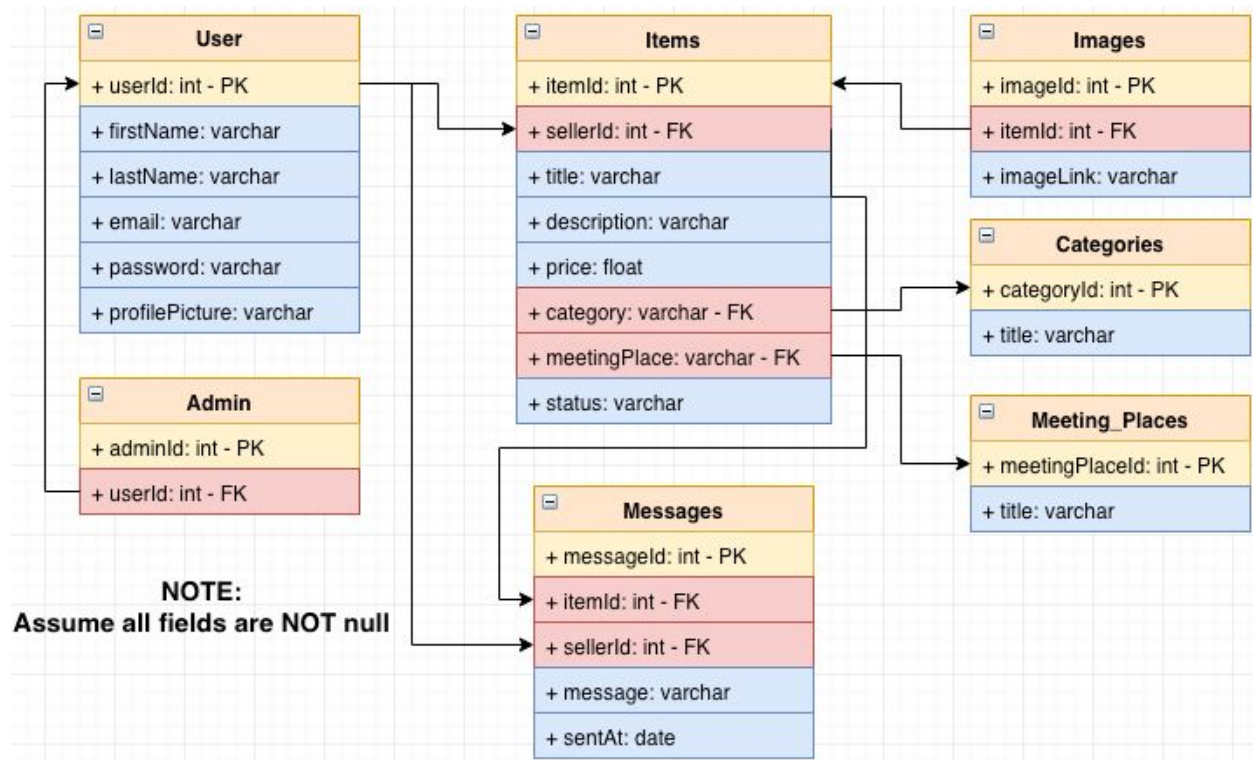 User
+ userId: int - PK
+ firstName: varchar
+ lastName: varchar
+ email: varchar
+ password: varchar
+ profilePicture: varchar
Admin
+ adminId: int - PK
+ userId: int - FK
NOTE:
Assume all fields are NOT null
Items
+ itemId: int - PK
+ sellerId: int - FK
+ title: varchar
+ description: varchar
+ price: float
+ category: varchar - FK
+ meetingPlace: varchar - FK
+ status: varchar
Messages
+ messageId: int - PK
+ itemId: int - FK
+ sellerId: int - FK
+ message: varchar
+ sentAt: date
Images
+ imageId: int - PK
+ itemId: int - FK
+ imageLink: varchar
Categories
+ categoryId: int - PK
+ title: varchar
Meeting_Places
+ meetingPlaceId: int - PK
+ title: varchar